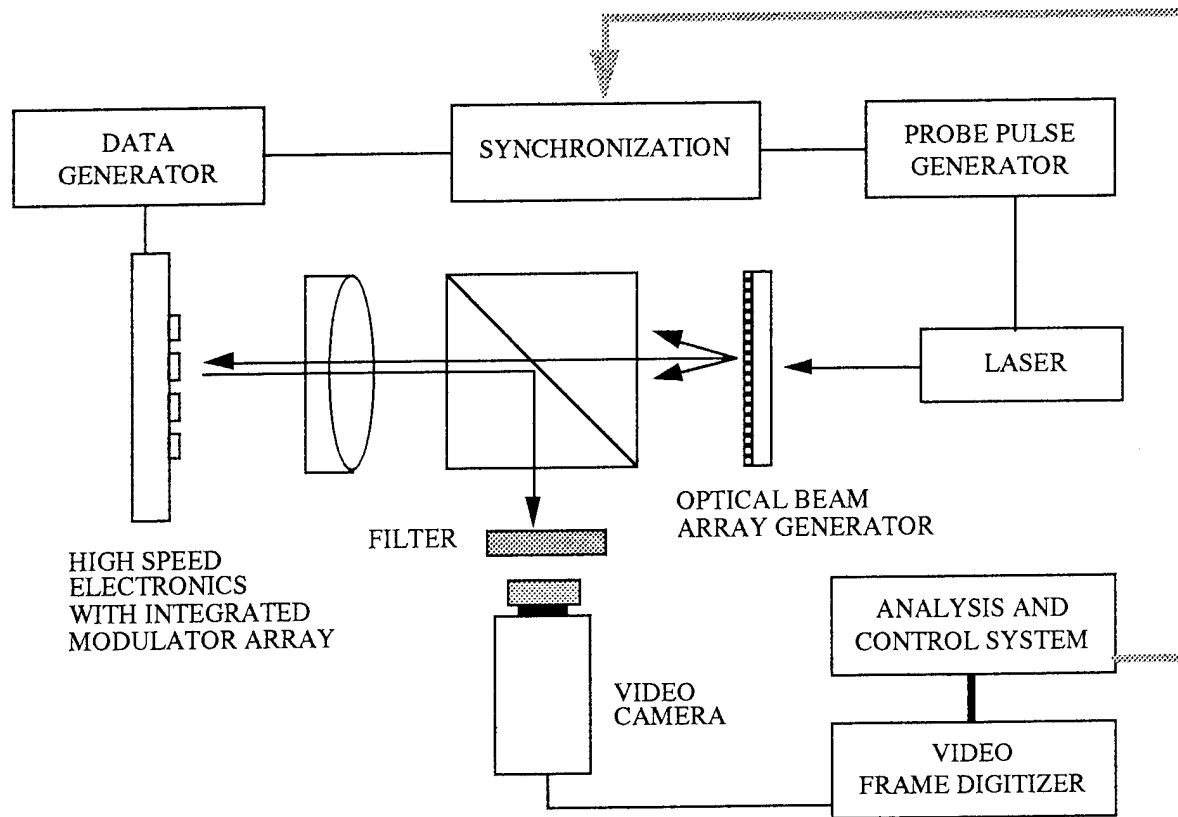 DATA
GENERATOR
SYNCHRONIZATION
PROBE PULSE
GENERATOR
LASER
OPTICAL BEAM
ARRAY GENERATOR
FILTER
HIGH SPEED
ELECTRONICS
WITH INTEGRATED
MODULATOR ARRAY
VIDEO
CAMERA
ANALYSIS AND
CONTROL SYSTEM
VIDEO
FRAME DIGITIZER